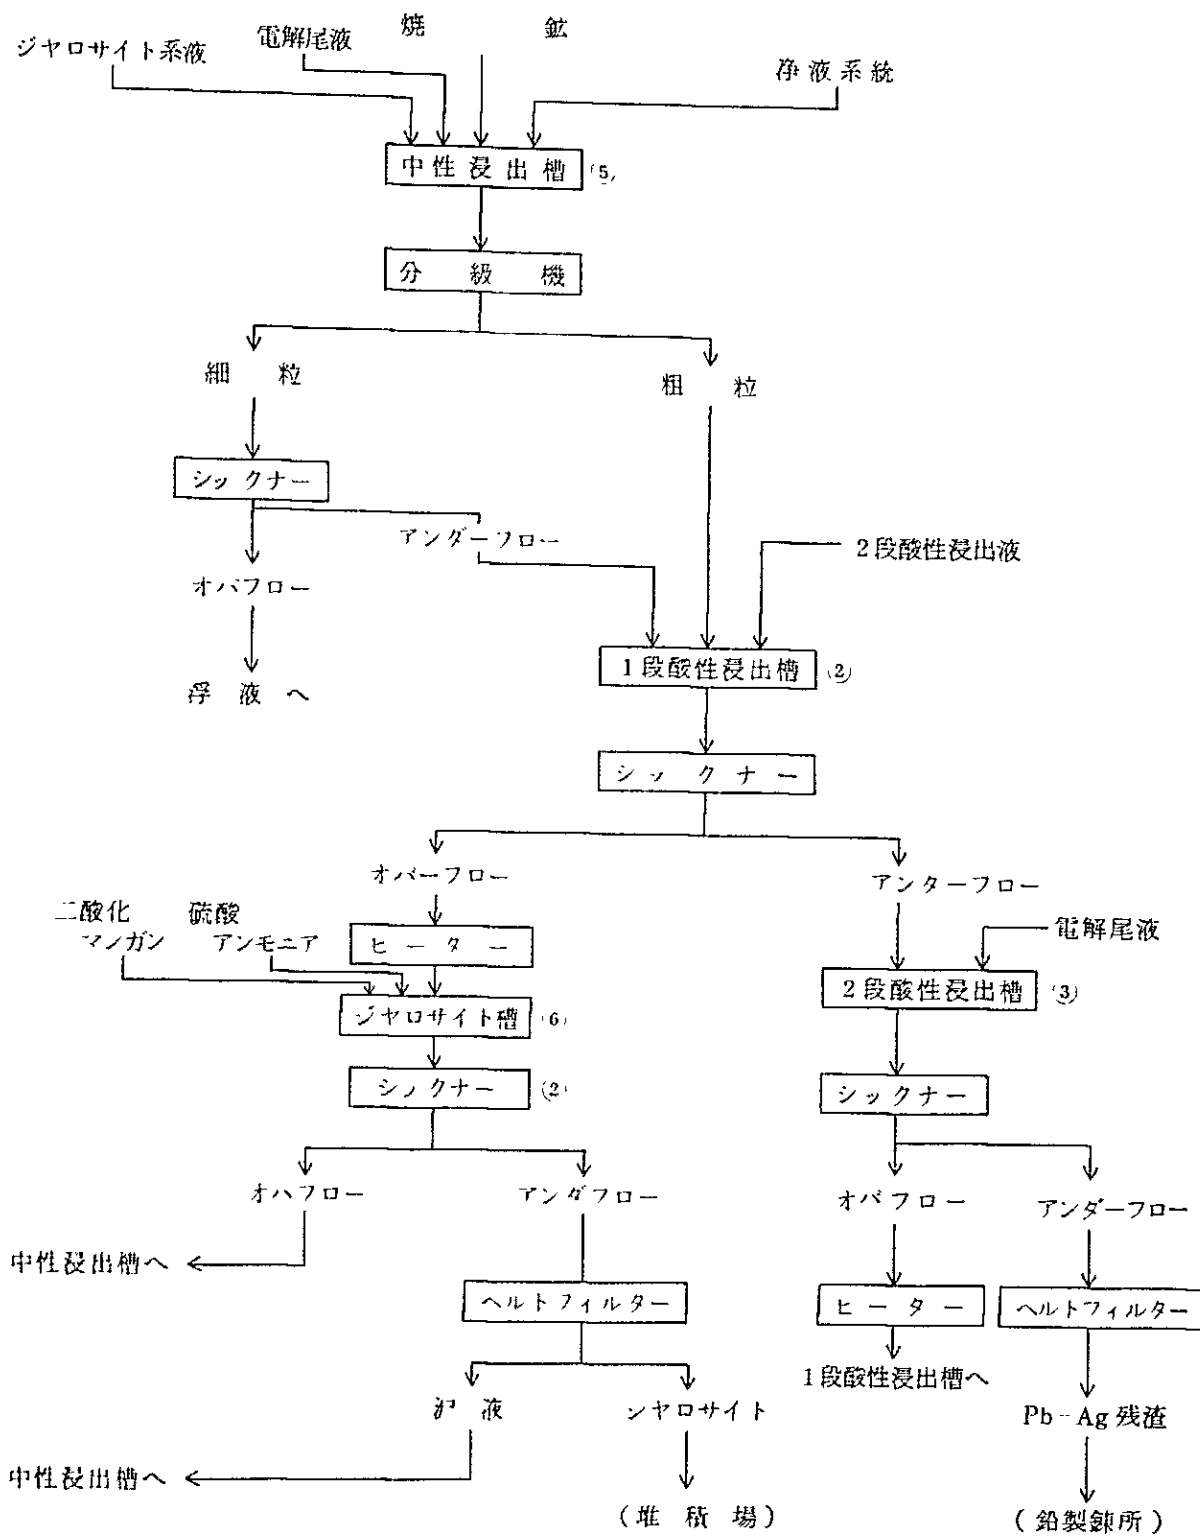 焼 鉱
電解尾液
ジヤロサイト系液
浄液系統
中性浸出槽 (5)
分級機
細粒
粗粒
シックナー
アンダーフロー
2段酸性浸出液
オバフロー
1段酸性浸出槽 (2)
浮液へ
シックナー
オバーフロー
アンターフロー
二酸化 硫酸
マンガン アンモニア
ヒーター
電解尾液
2段酸性浸出槽 (3)
ジヤロサイト槽 (6)
シックナー (2)
シックナー
オハフロー
アンダフロー
オバフロー
アンダーフロー
中性浸出槽へ
ヘルトフィルター
ヒーター
ヘルトフィルター
1段酸性浸出槽へ
液
ンヤロサイト
Pb-Ag残渣
中性浸出槽へ
(堆積場)
(鉛製錬所)